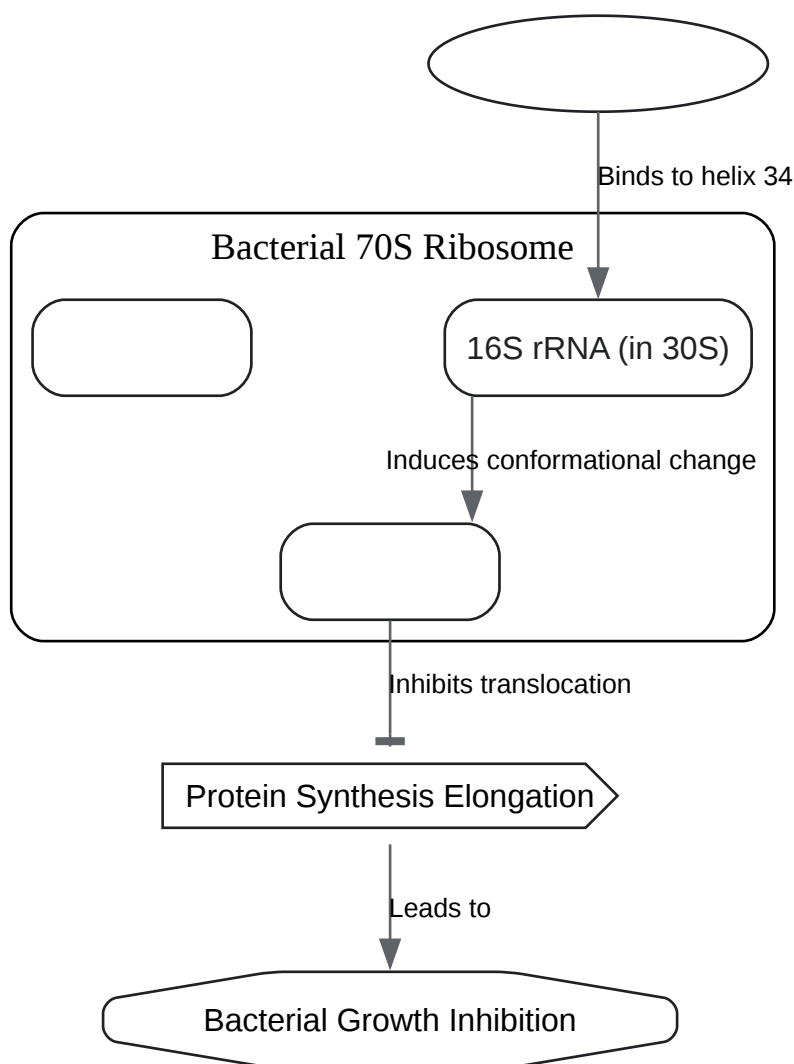 Binds to helix 34
Bacterial 70S Ribosome
16S rRNA (in 30S)
Induces conformational change
Inhibits translocation
Protein Synthesis Elongation
Leads to
Bacterial Growth Inhibition